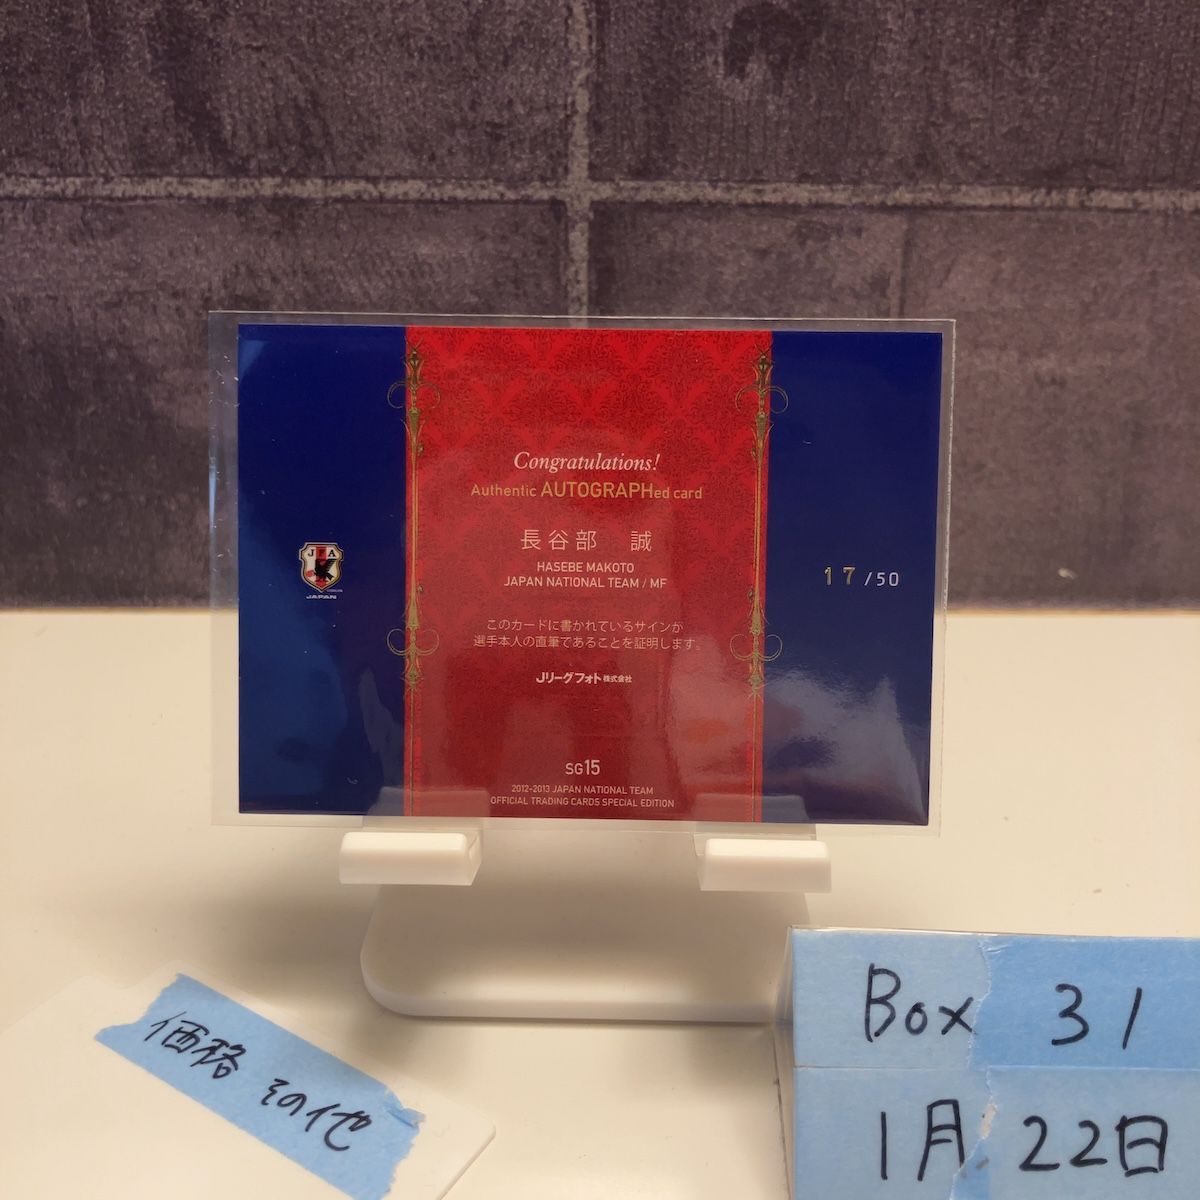 Congratulations!
Authentic AUTOGRAPHed card
長谷部 誠
HASEBE MAKOTO
JAPAN NATIONAL TEAM / MF
このカードに書かれているサインが
選手本人の直筆であることを証明します。
Jリーグフォト株式会社
SG15
2012-2013 JAPAN NATIONAL TEAM
OFFICIAL TRADING CARDS SPECIAL EDITION
JFA
JAPAN
17/50
価格 その他
Box 31
1月22日